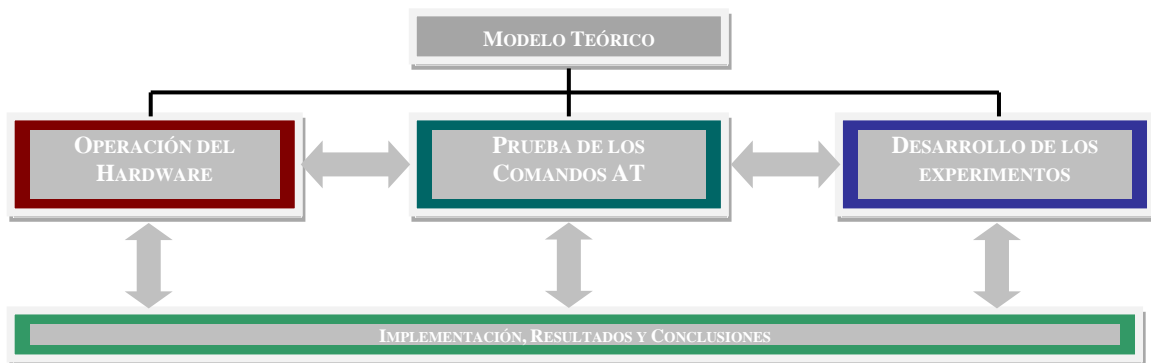 MODELO TEÓRICO
OPERACIÓN DEL
HARDWARE
PRUEBA DE LOS
COMANDOS AT
DESARROLLO DE LOS
EXPERIMENTOS
IMPLEMENTACIÓN, RESULTADOS Y CONCLUSIONES